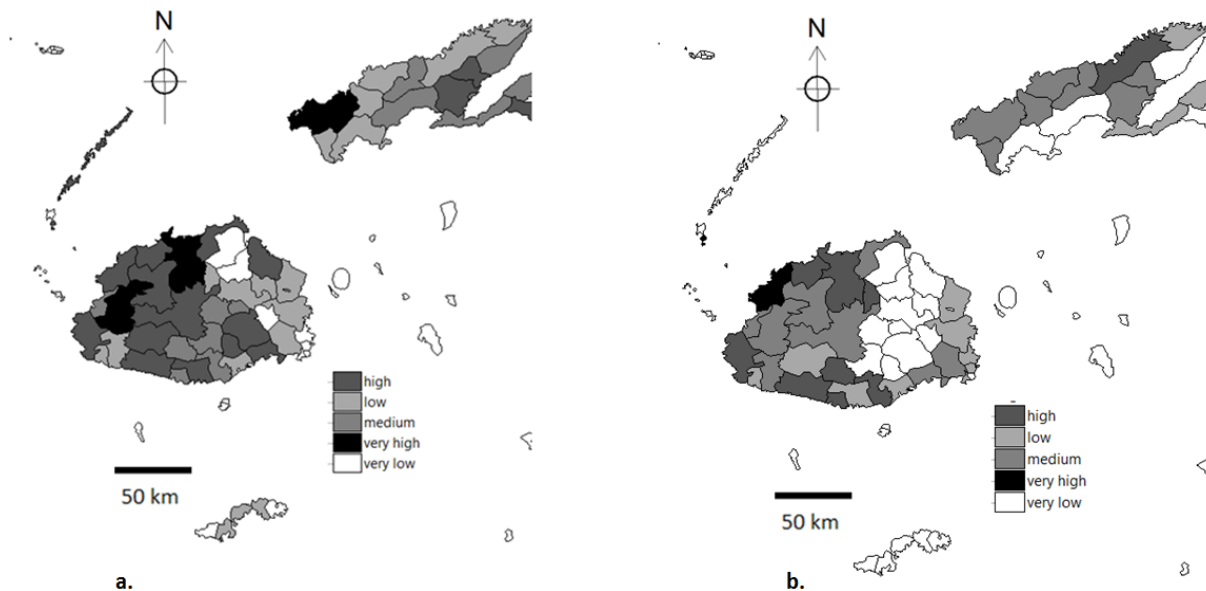 N
high
low
medium
very high
very low
50 km
a.
N
high
low
medium
very high
very low
50 km
b.